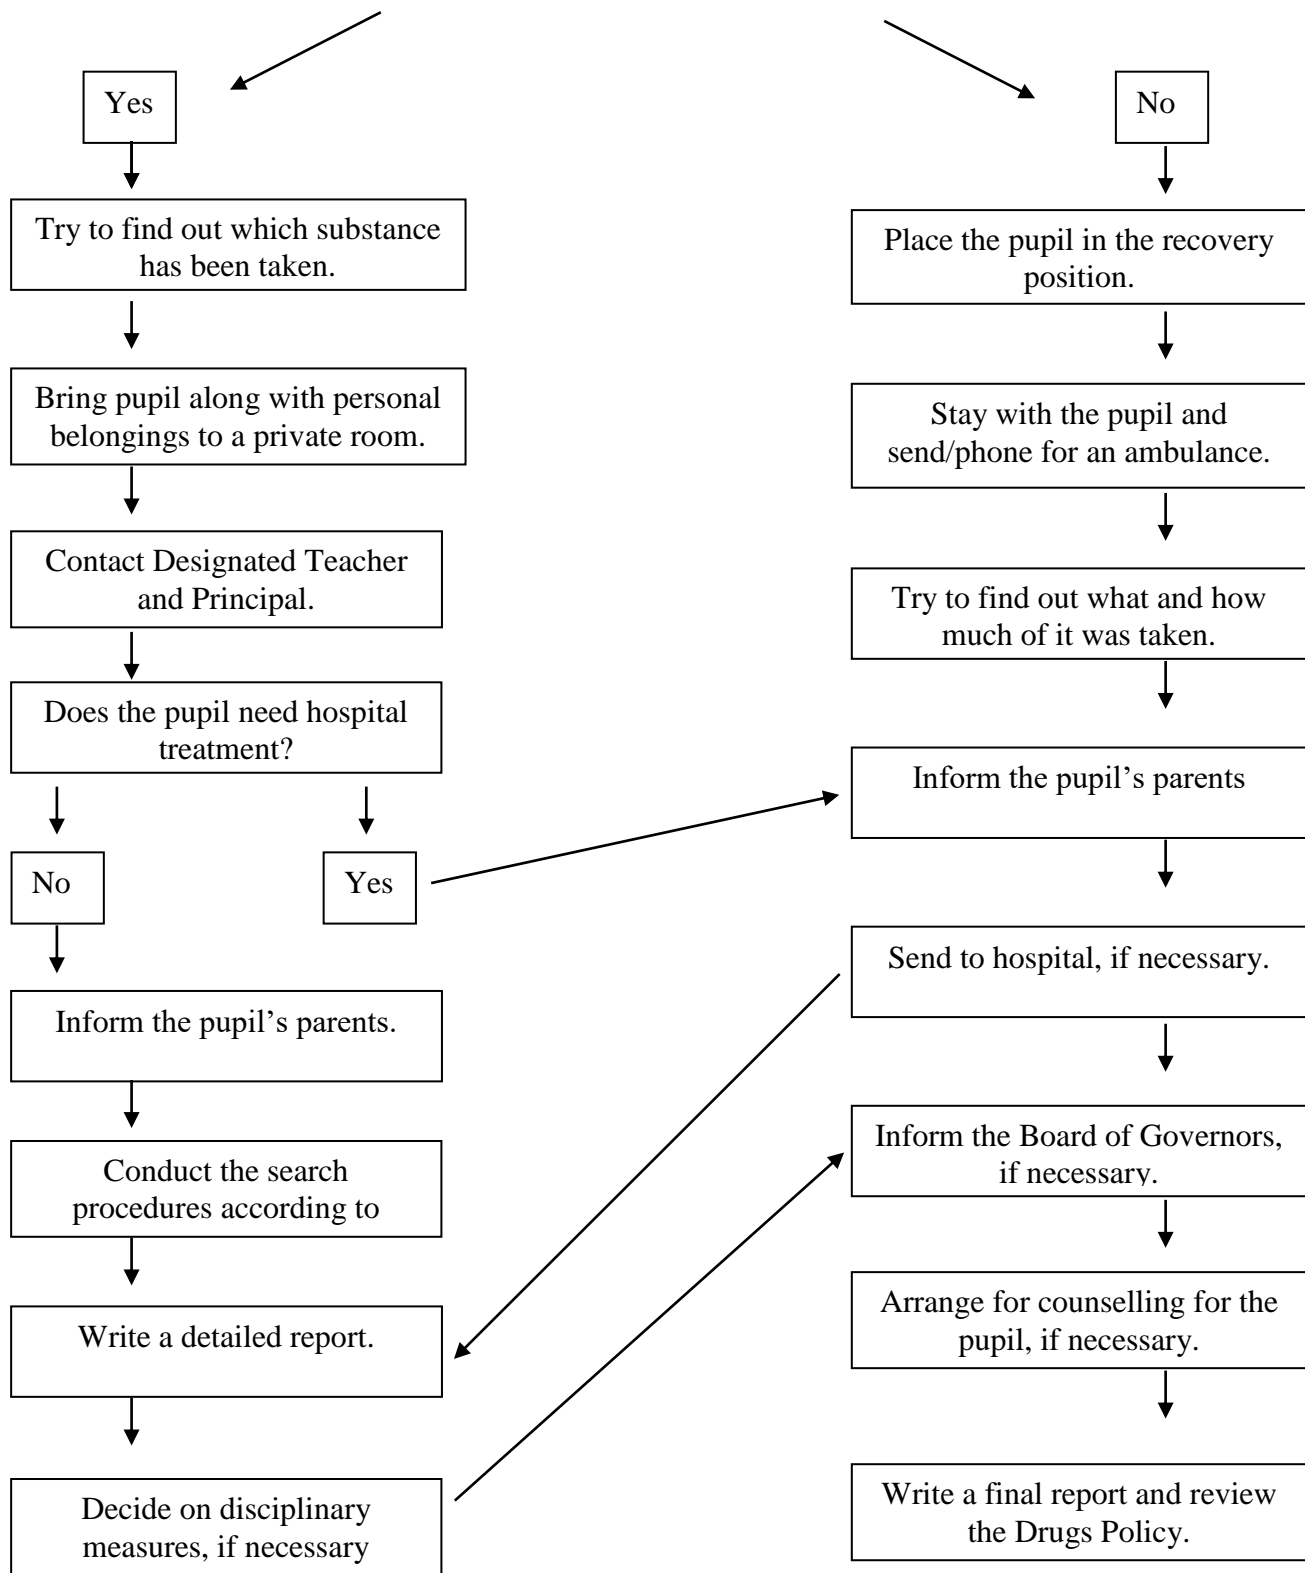 Yes
Try to find out which substance
has been taken.
Bring pupil along with personal
belongings to a private room.
Contact Designated Teacher
and Principal.
Does the pupil need hospital
treatment?
No
Yes
Inform the pupil’s parents.
Conduct the search
procedures according to
Write a detailed report.
Decide on disciplinary
measures, if necessary
No
Place the pupil in the recovery
position.
Stay with the pupil and
send/phone for an ambulance.
Try to find out what and how
much of it was taken.
Inform the pupil’s parents
Send to hospital, if necessary.
Inform the Board of Governors,
if necessary.
Arrange for counselling for the
pupil, if necessary.
Write a final report and review
the Drugs Policy.